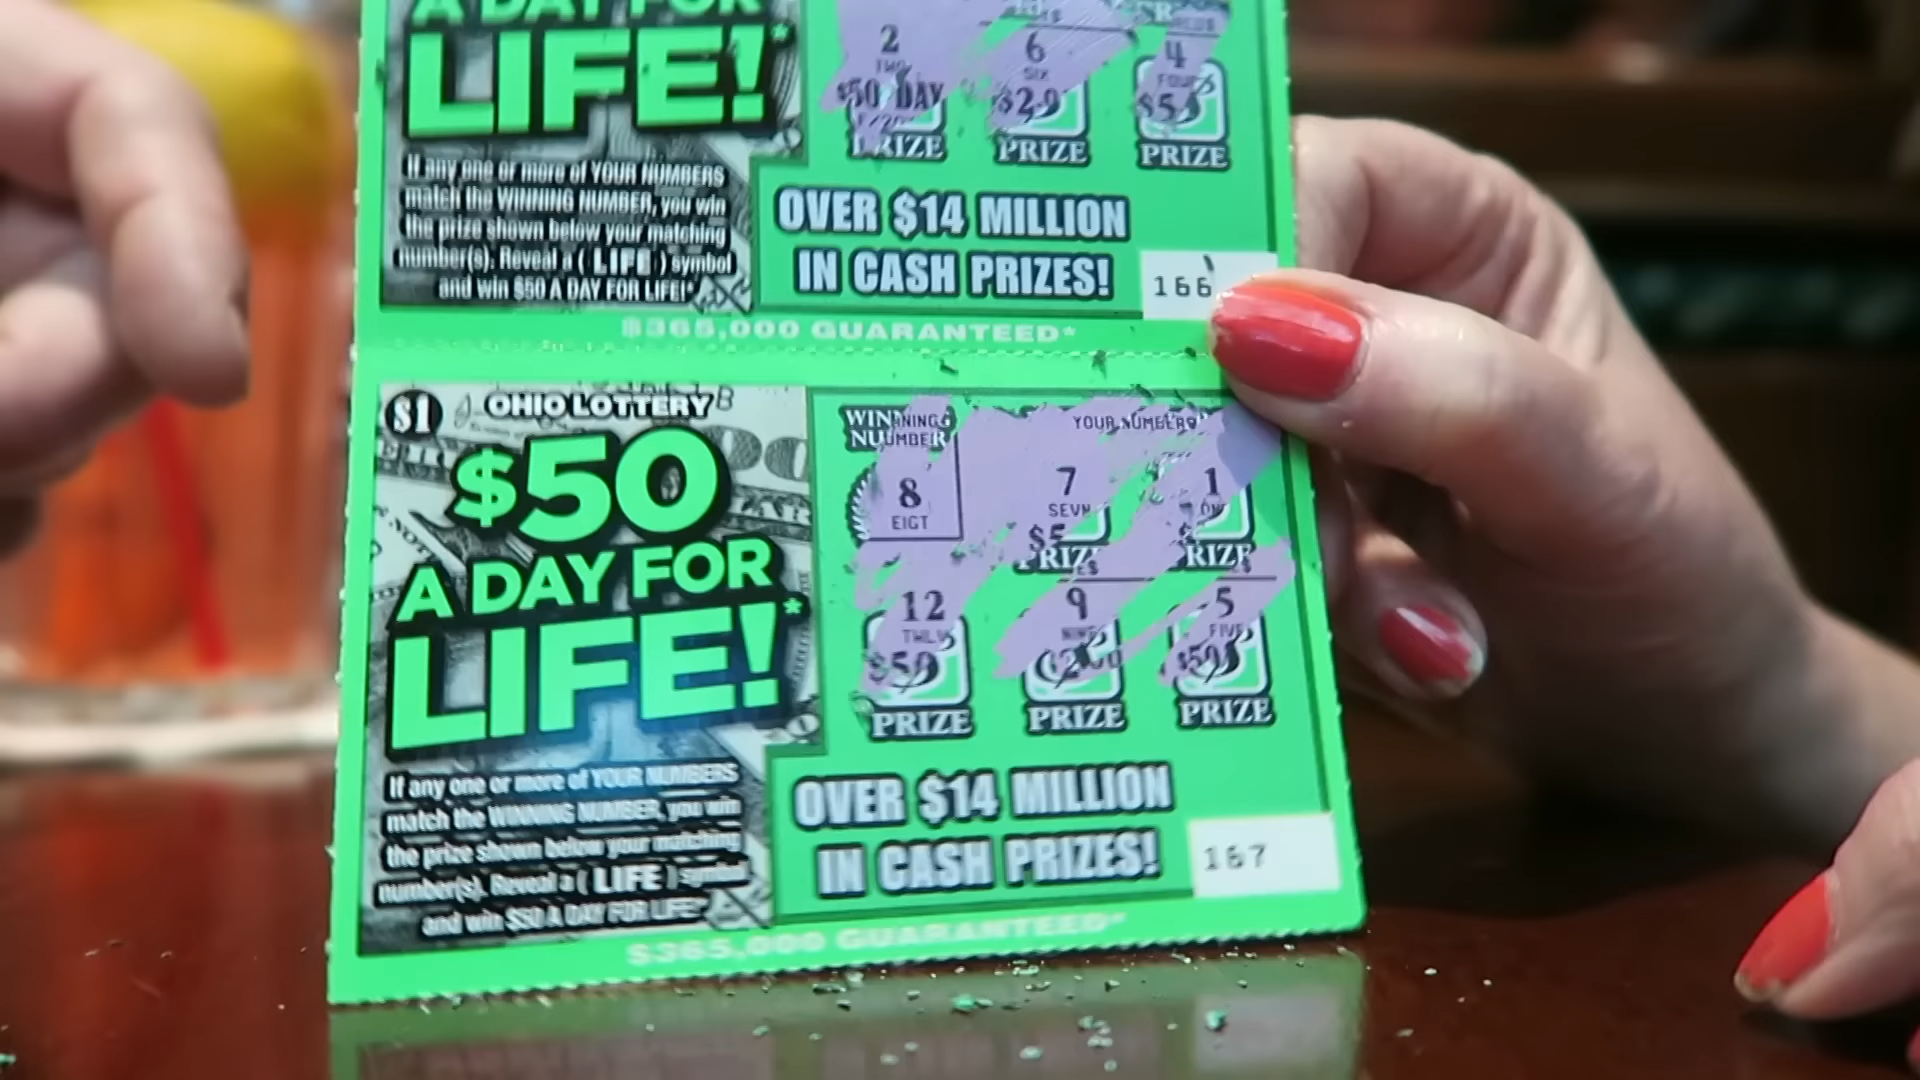 A DAY FOR
LIFE!*
If any one or more of YOUR NUMBERS
match the WINNING NUMBER, you win
the prize shown below your matching
number(s). Reveal a ( LIFE ) symbol
and win $50 A DAY FOR LIFE!*
2
6
SIX
4
FOUR
$50/DAY
PRIZE
PRIZE
PRIZE
OVER $14 MILLION
IN CASH PRIZES!
166
$365,000 GUARANTEED*
$1
OHIO LOTTERY
$50
A DAY FOR
LIFE!*
If any one or more of YOUR NUMBERS
match the WINNING NUMBER, you win
the prize shown below your matching
number(s). Reveal a ( LIFE ) symbol
and win $50 A DAY FOR LIFE!*
WINNING
NUMBER
YOUR NUMBERS
8
EIGT
7
SEVN
1
PRIZE
PRIZE
12
TWLV
9
NINE
5
FIVE
PRIZE
PRIZE
PRIZE
OVER $14 MILLION
IN CASH PRIZES!
167
$365,000 GUARANTEED*